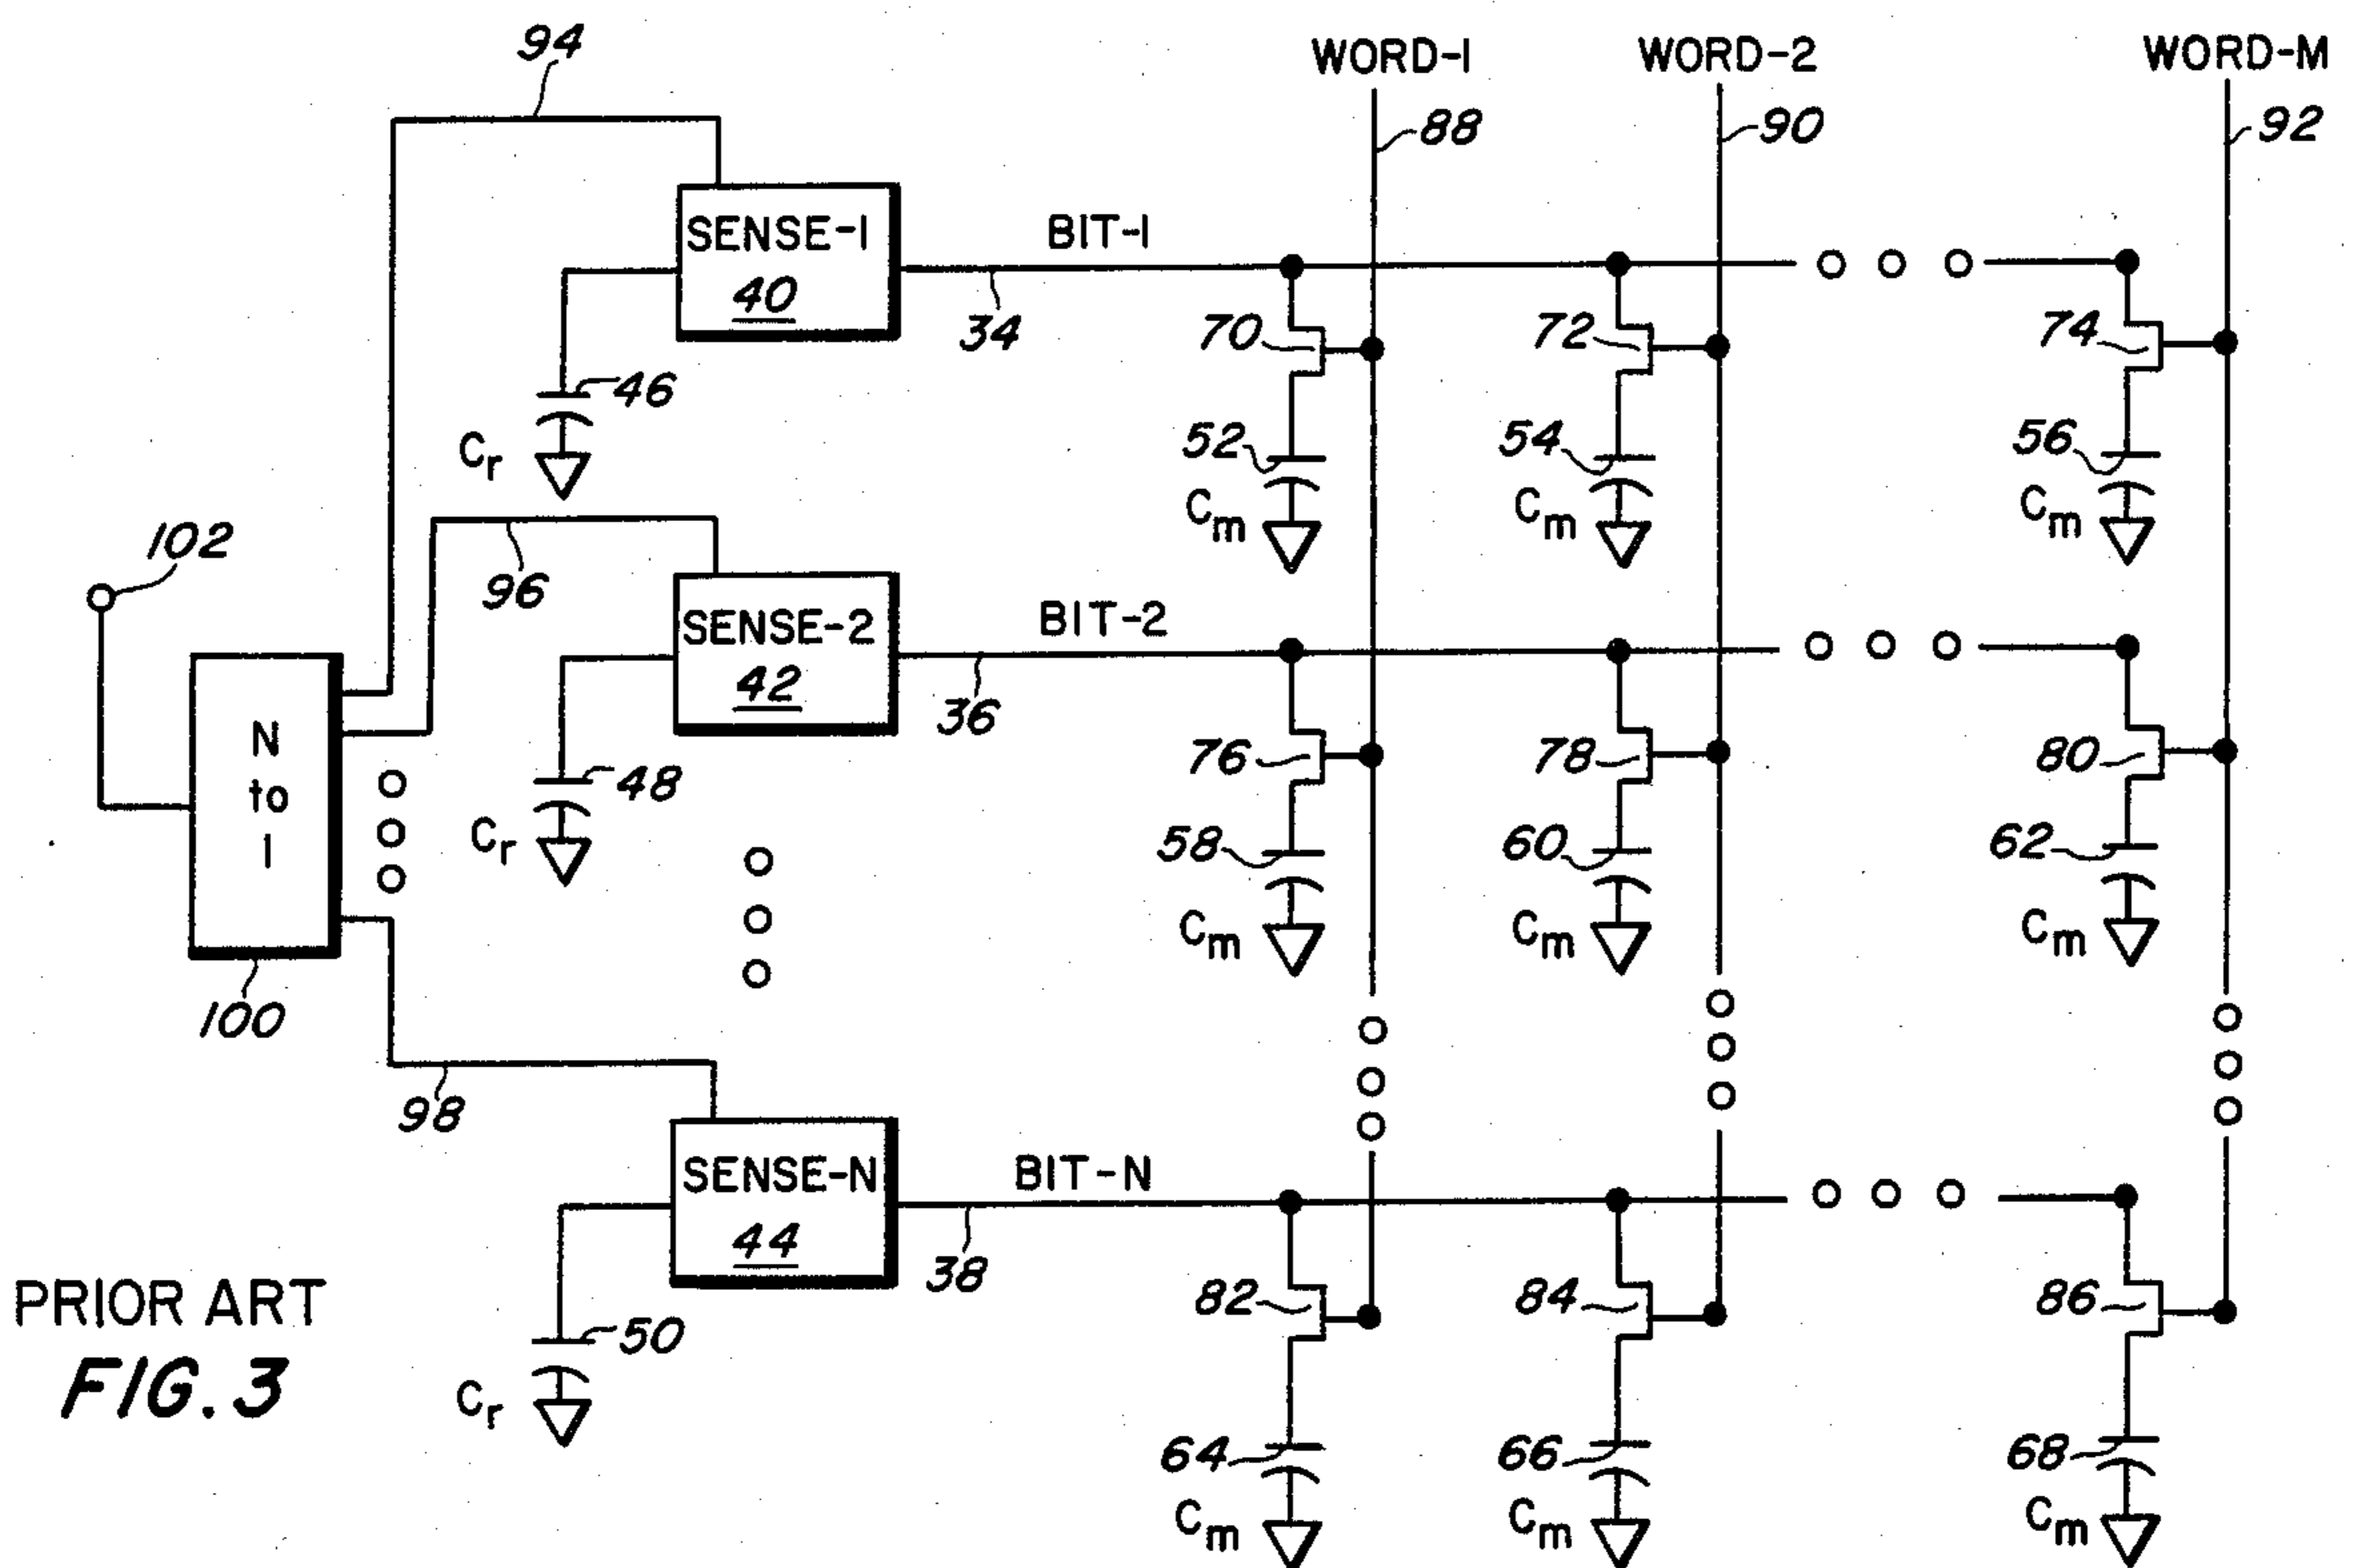 94
WORD-1
WORD-2
WORD-M
88
90
92
SENSE-1
40
BIT-1
34
70
72
74
46
Cr
52
Cm
54
Cm
56
Cm
102
96
SENSE-2
42
BIT-2
36
76
78
80
48
Cr
58
Cm
60
Cm
62
Cm
N
to
1
100
98
SENSE-N
44
BIT-N
38
82
84
86
50
Cr
64
Cm
66
Cm
68
Cm
PRIOR ART
FIG. 3